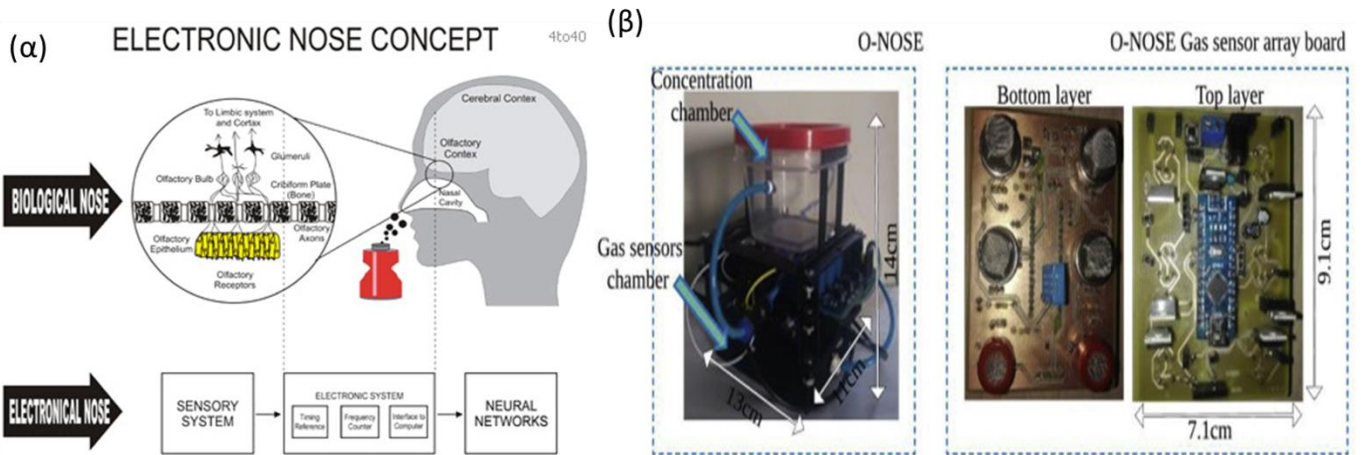 (α)
ELECTRONIC NOSE CONCEPT
4to40
BIOLOGICAL NOSE
To Limbic system
and Cortax
Glumeruli
Olfactory Bulb
Cribiform Plate
(Bone)
Olfactory
Epithelium
Olfactory
Axons
Olfactory
Receptors
Cerebral Contex
Olfactory
Contex
Nasal
Cavity
ELECTRONICAL NOSE
SENSORY
SYSTEM
ELECTRONIC SYSTEM
Timing
Reference
Frequency
Counter
Interface to
Computer
NEURAL
NETWORKS
(β)
O-NOSE
Concentration
chamber
Gas sensors
chamber
14cm
13cm
11cm
O-NOSE Gas sensor array board
Bottom layer
Top layer
9.1cm
7.1cm